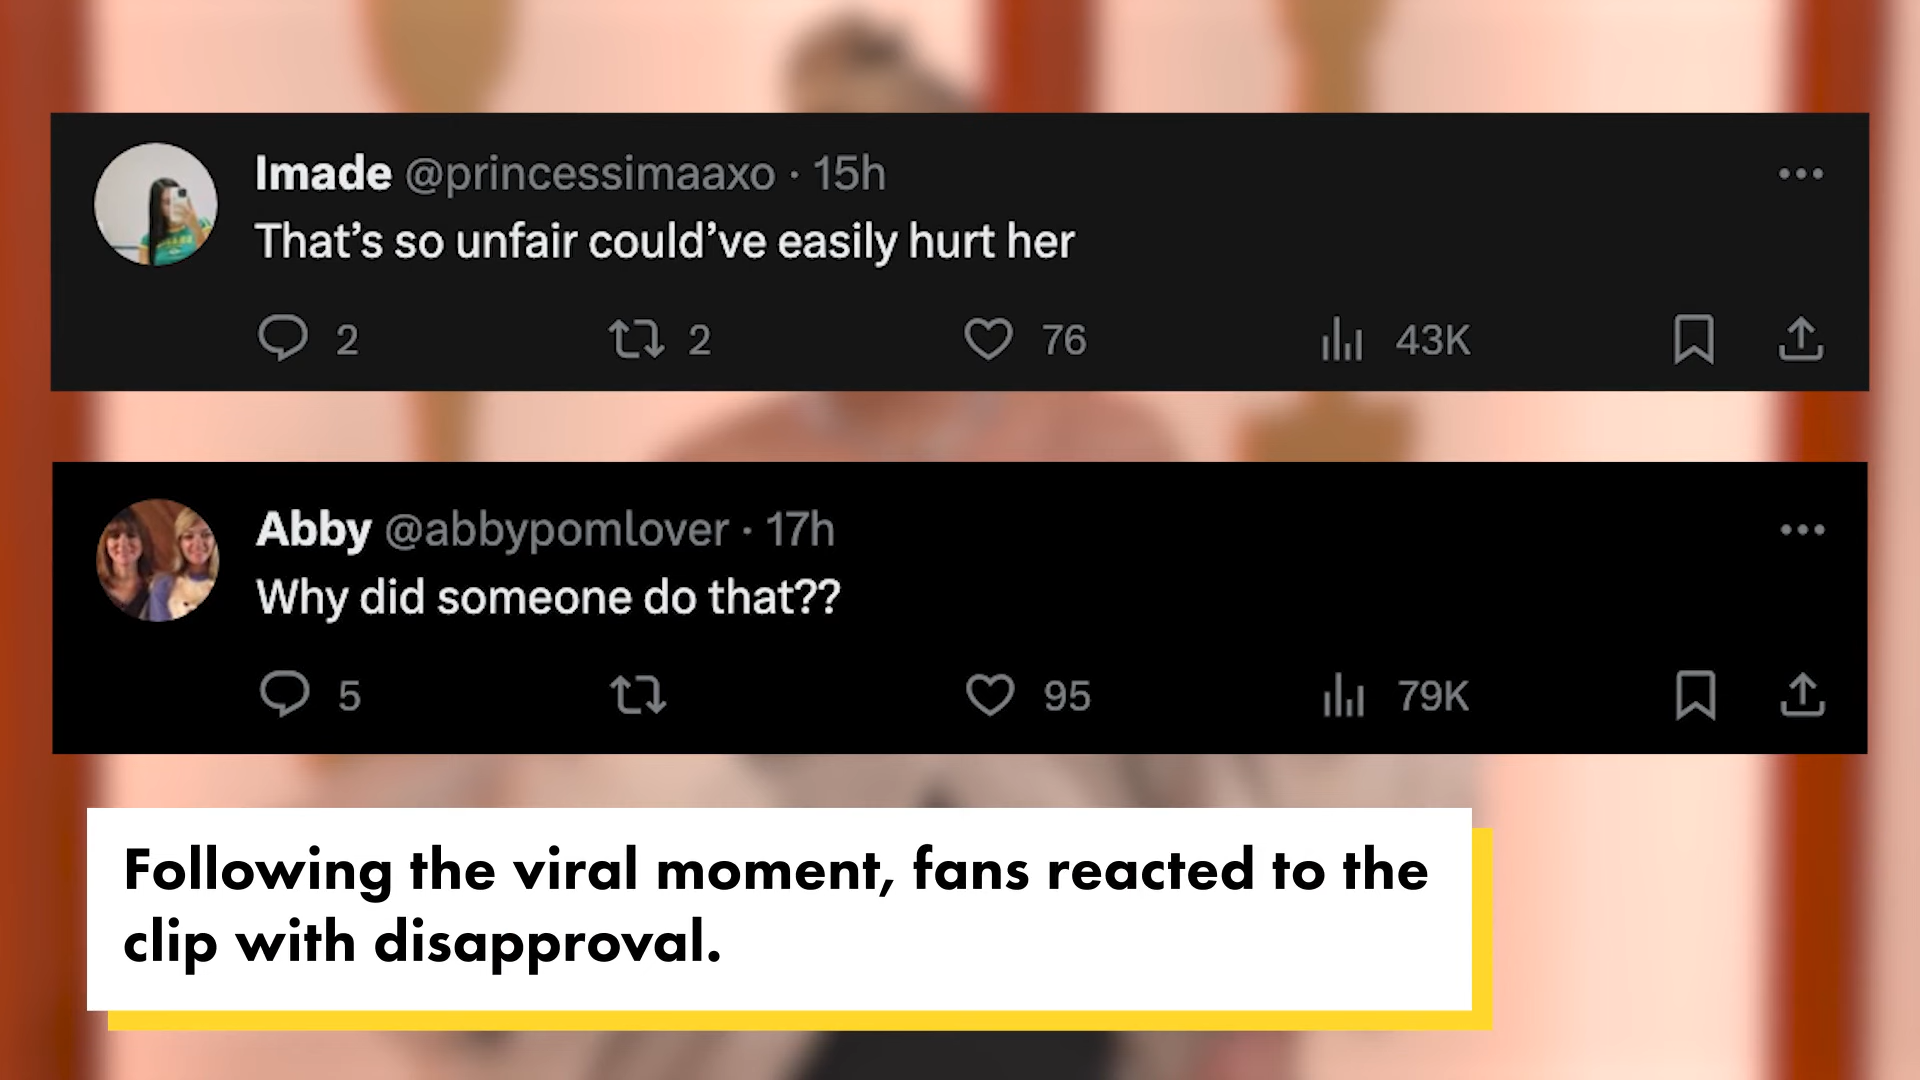 Imade @princessimaaxo · 15h
That’s so unfair could’ve easily hurt her
2 2 76 43K
Abby @abbypomlover · 17h
Why did someone do that??
5 95 79K
Following the viral moment, fans reacted to the
clip with disapproval.